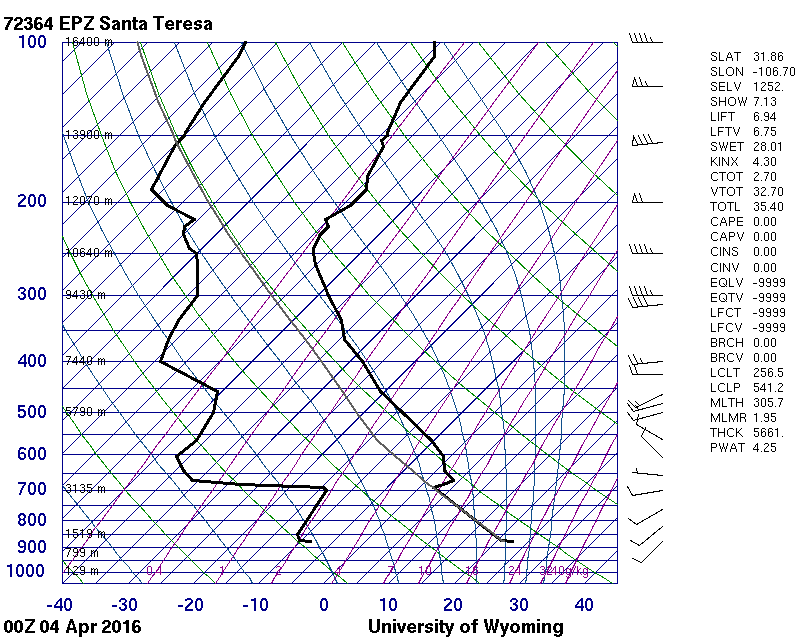 72364 EPZ Santa Teresa
100 16400 m
13900 m
200 12070 m
10640 m
300 9430 m
400 7440 m
500 5790 m
600
700 3135 m
800
1519 m
900
799 m
1000 129 m
0.4 1 2 4 7 10 16 24 32 40g/kg
-40 -30 -20 -10 0 10 20 30 40
00Z 04 Apr 2016 University of Wyoming
SLAT 31.86
SLON -106.70
SELV 1252.
SHOW 7.13
LIFT 6.94
LFTV 6.75
SWET 28.01
KINX 4.30
CTOT 2.70
VTOT 32.70
TOTL 35.40
CAPE 0.00
CAPV 0.00
CINS 0.00
CINV 0.00
EQLV -9999
EQTV -9999
LFCT -9999
LFCV -9999
BRCH 0.00
BRCV 0.00
LCLT 256.5
LCLP 541.2
MLTH 305.7
MLMR 1.95
THCK 5661.
PWAT 4.25